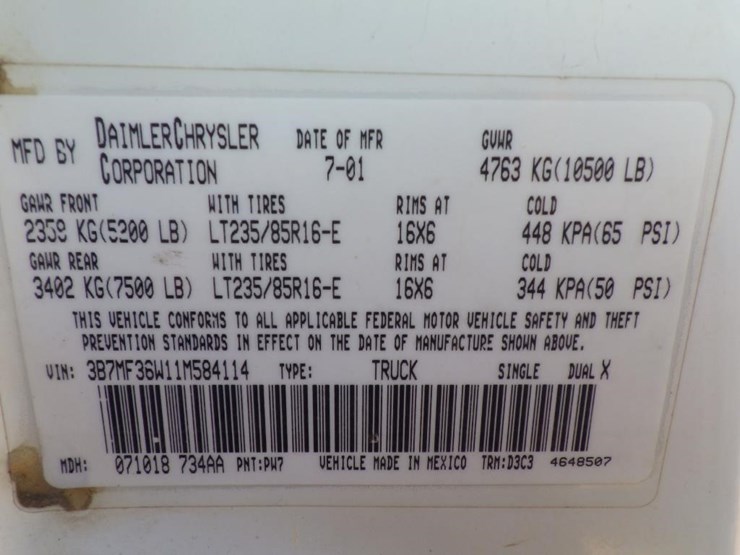 MFD BY DAIMLERCHRYSLER CORPORATION DATE OF MFR 7-01 GVWR 4763 KG(10500 LB)
GAWR FRONT WITH TIRES RIMS AT COLD
2359 KG(5200 LB) LT235/85R16-E 16X6 448 KPA(65 PSI)
GAWR REAR WITH TIRES RIMS AT COLD
3402 KG(7500 LB) LT235/85R16-E 16X6 344 KPA(50 PSI)
THIS VEHICLE CONFORMS TO ALL APPLICABLE FEDERAL MOTOR VEHICLE SAFETY AND THEFT
PREVENTION STANDARDS IN EFFECT ON THE DATE OF MANUFACTURE SHOWN ABOVE.
VIN: 3B7MF36W11M584114 TYPE: TRUCK SINGLE DUAL X
MDH: 071018 734AA PNT:PW7 VEHICLE MADE IN MEXICO TRM:D3C3 4648507